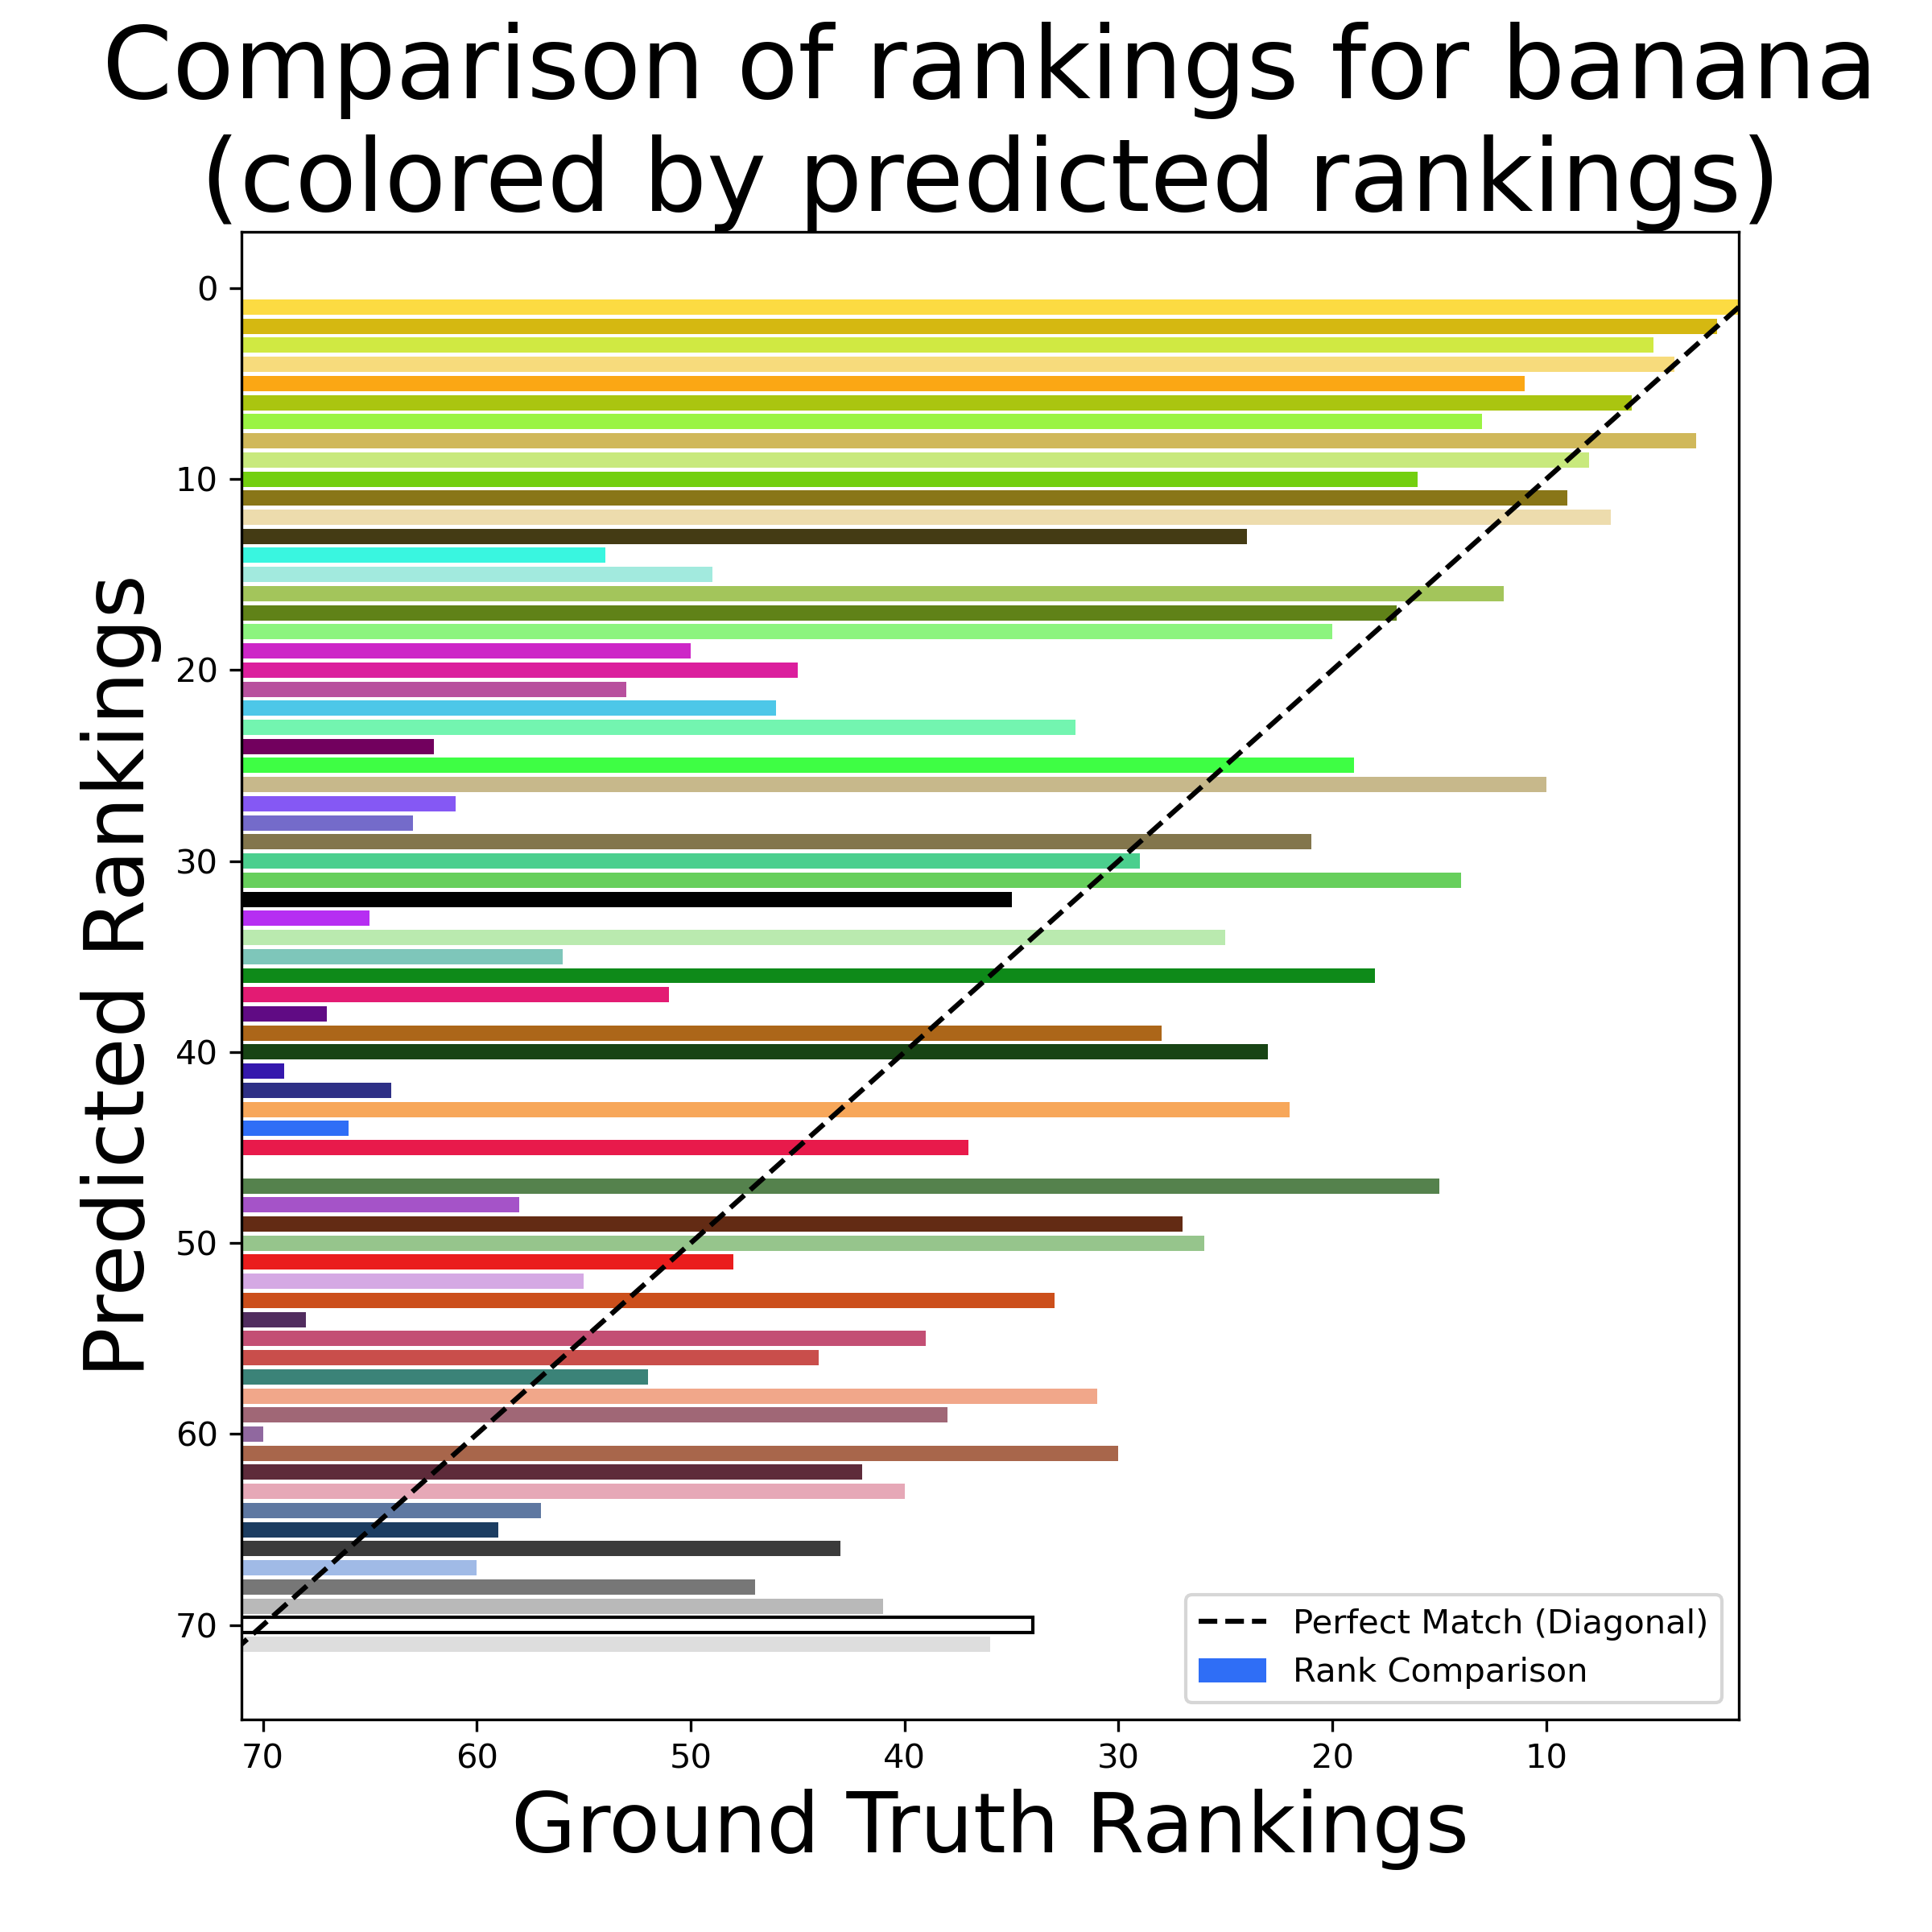 Comparison of rankings for banana
(colored by predicted rankings)
Predicted Rankings
0
10
20
30
40
50
60
70
70
60
50
40
30
20
10
Ground Truth Rankings
Perfect Match (Diagonal)
Rank Comparison